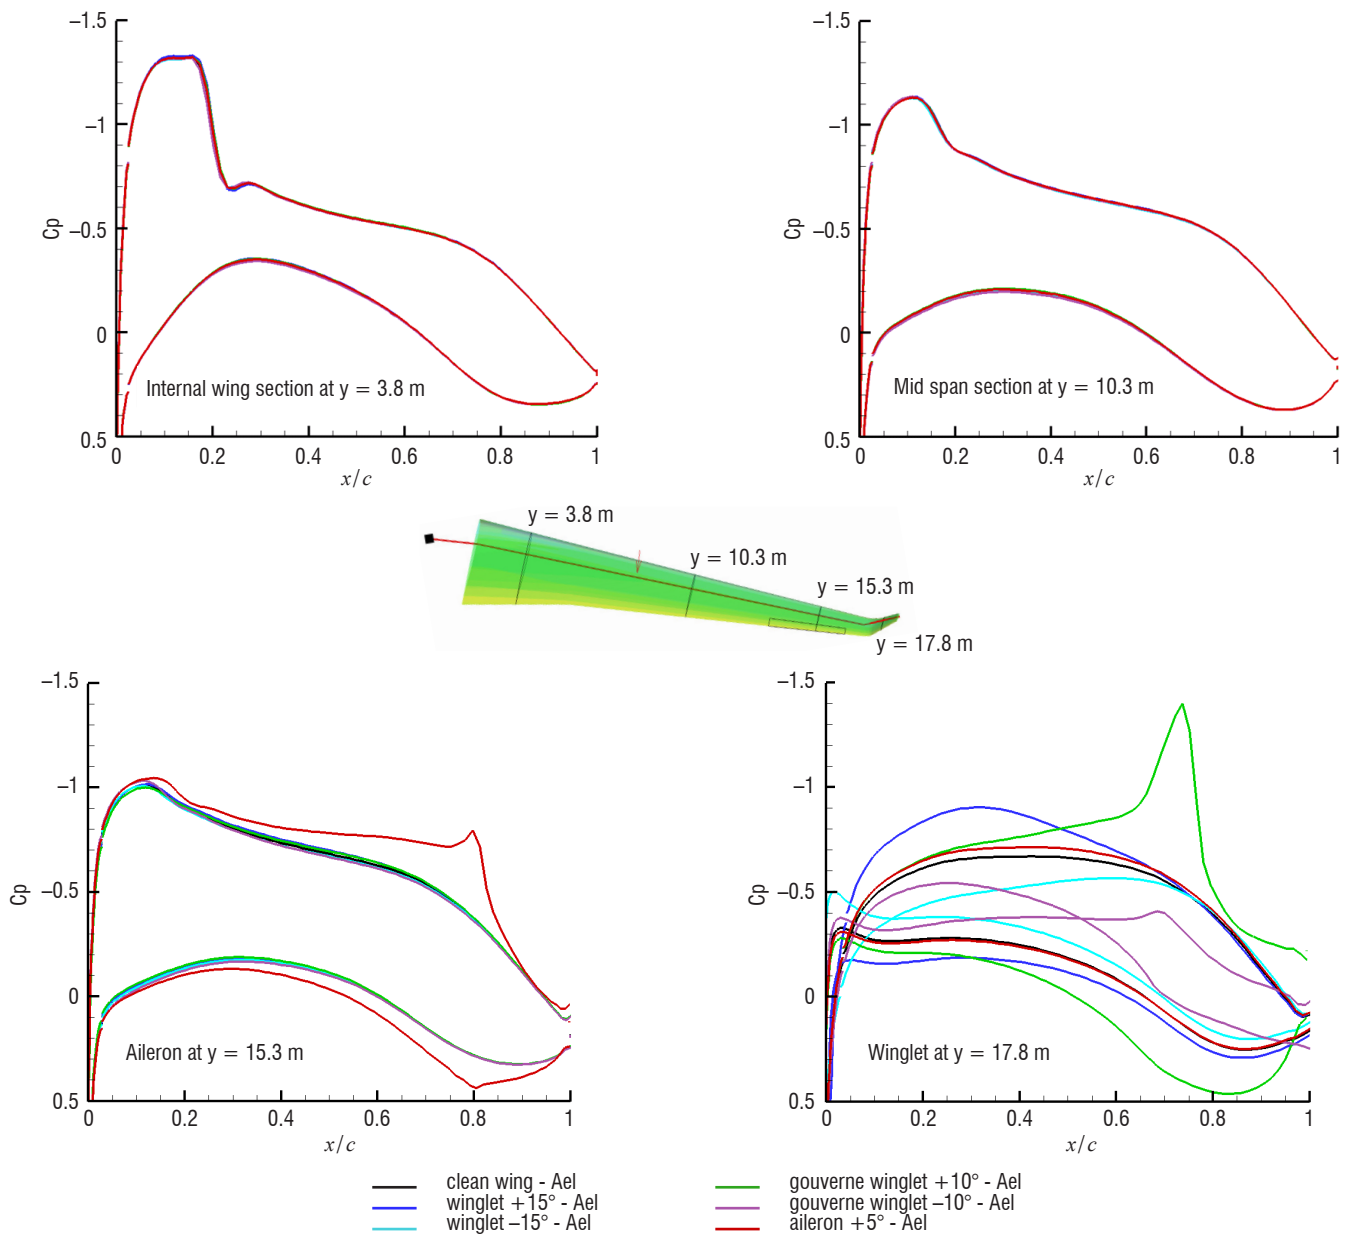 –1.5
–1
–0.5
0
0.5
Cp
0
0.2
0.4
0.6
0.8
1
x/c
Internal wing section at y = 3.8 m
–1.5
–1
–0.5
0
0.5
Cp
0
0.2
0.4
0.6
0.8
1
x/c
Mid span section at y = 10.3 m
y = 3.8 m
y = 10.3 m
y = 15.3 m
y = 17.8 m
–1.5
–1
–0.5
0
0.5
Cp
0
0.2
0.4
0.6
0.8
1
x/c
Aileron at y = 15.3 m
–1.5
–1
–0.5
0
0.5
Cp
0
0.2
0.4
0.6
0.8
1
x/c
Winglet at y = 17.8 m
clean wing - Ael
winglet +15° - Ael
winglet –15° - Ael
gouverne winglet +10° - Ael
gouverne winglet –10° - Ael
aileron +5° - Ael